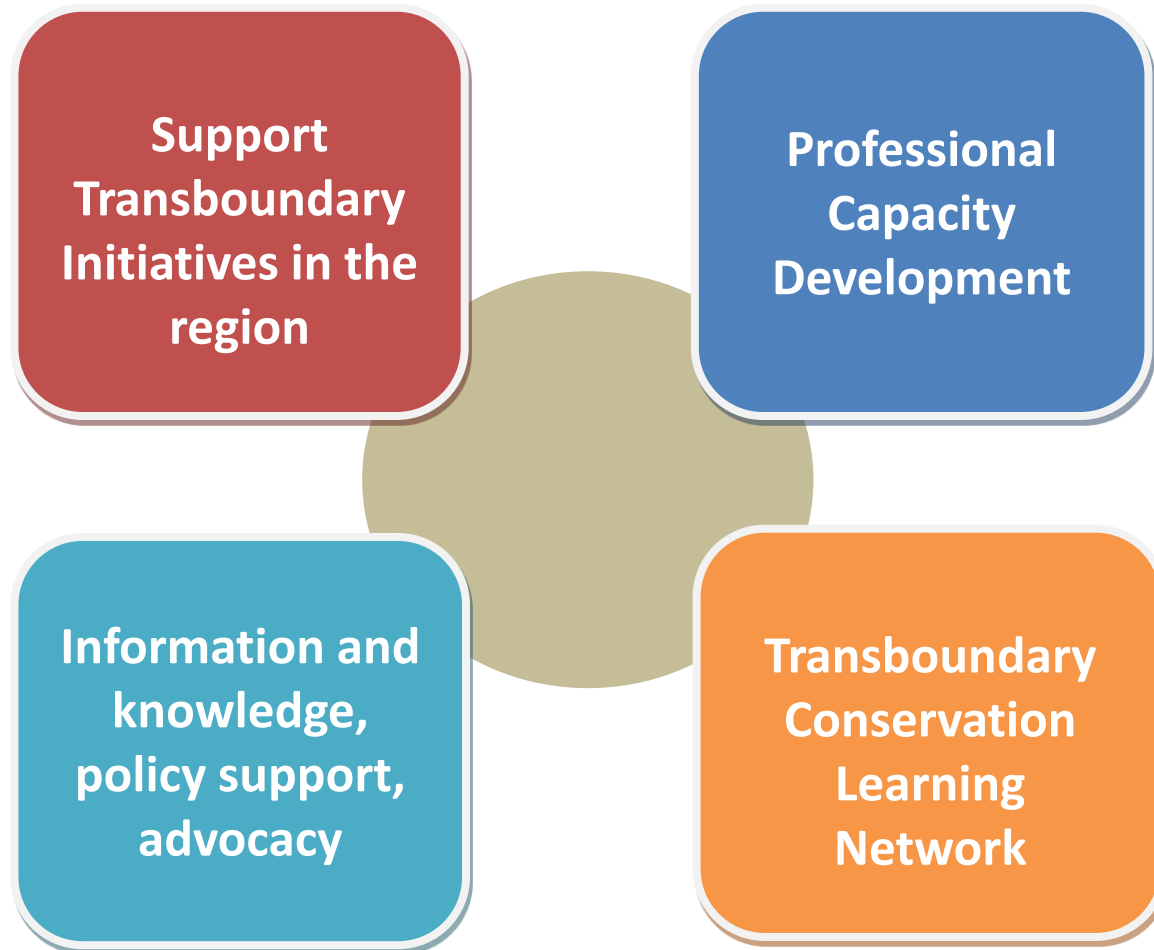 Support
Transboundary
Initiatives in the
region
Professional
Capacity
Development
Information and
knowledge,
policy support,
advocacy
Transboundary
Conservation
Learning
Network